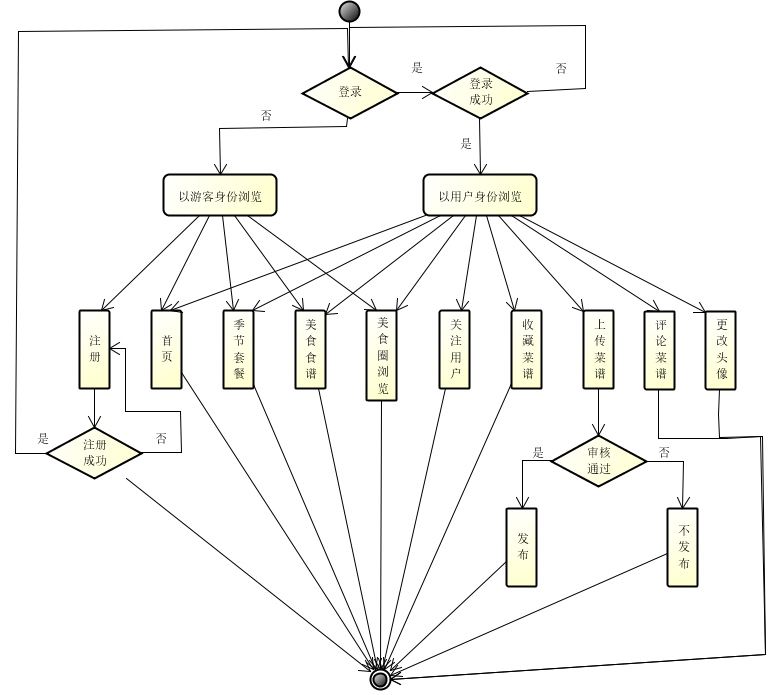 是
否
登录
登录
成功
否
是
以游客身份浏览
以用户身份浏览
注册
首页
季节套餐
美食食谱
美食圈浏览
关注用户
收藏菜谱
上传菜谱
评论菜谱
更改头像
是
注册
成功
否
是
审核
通过
否
发布
不发布